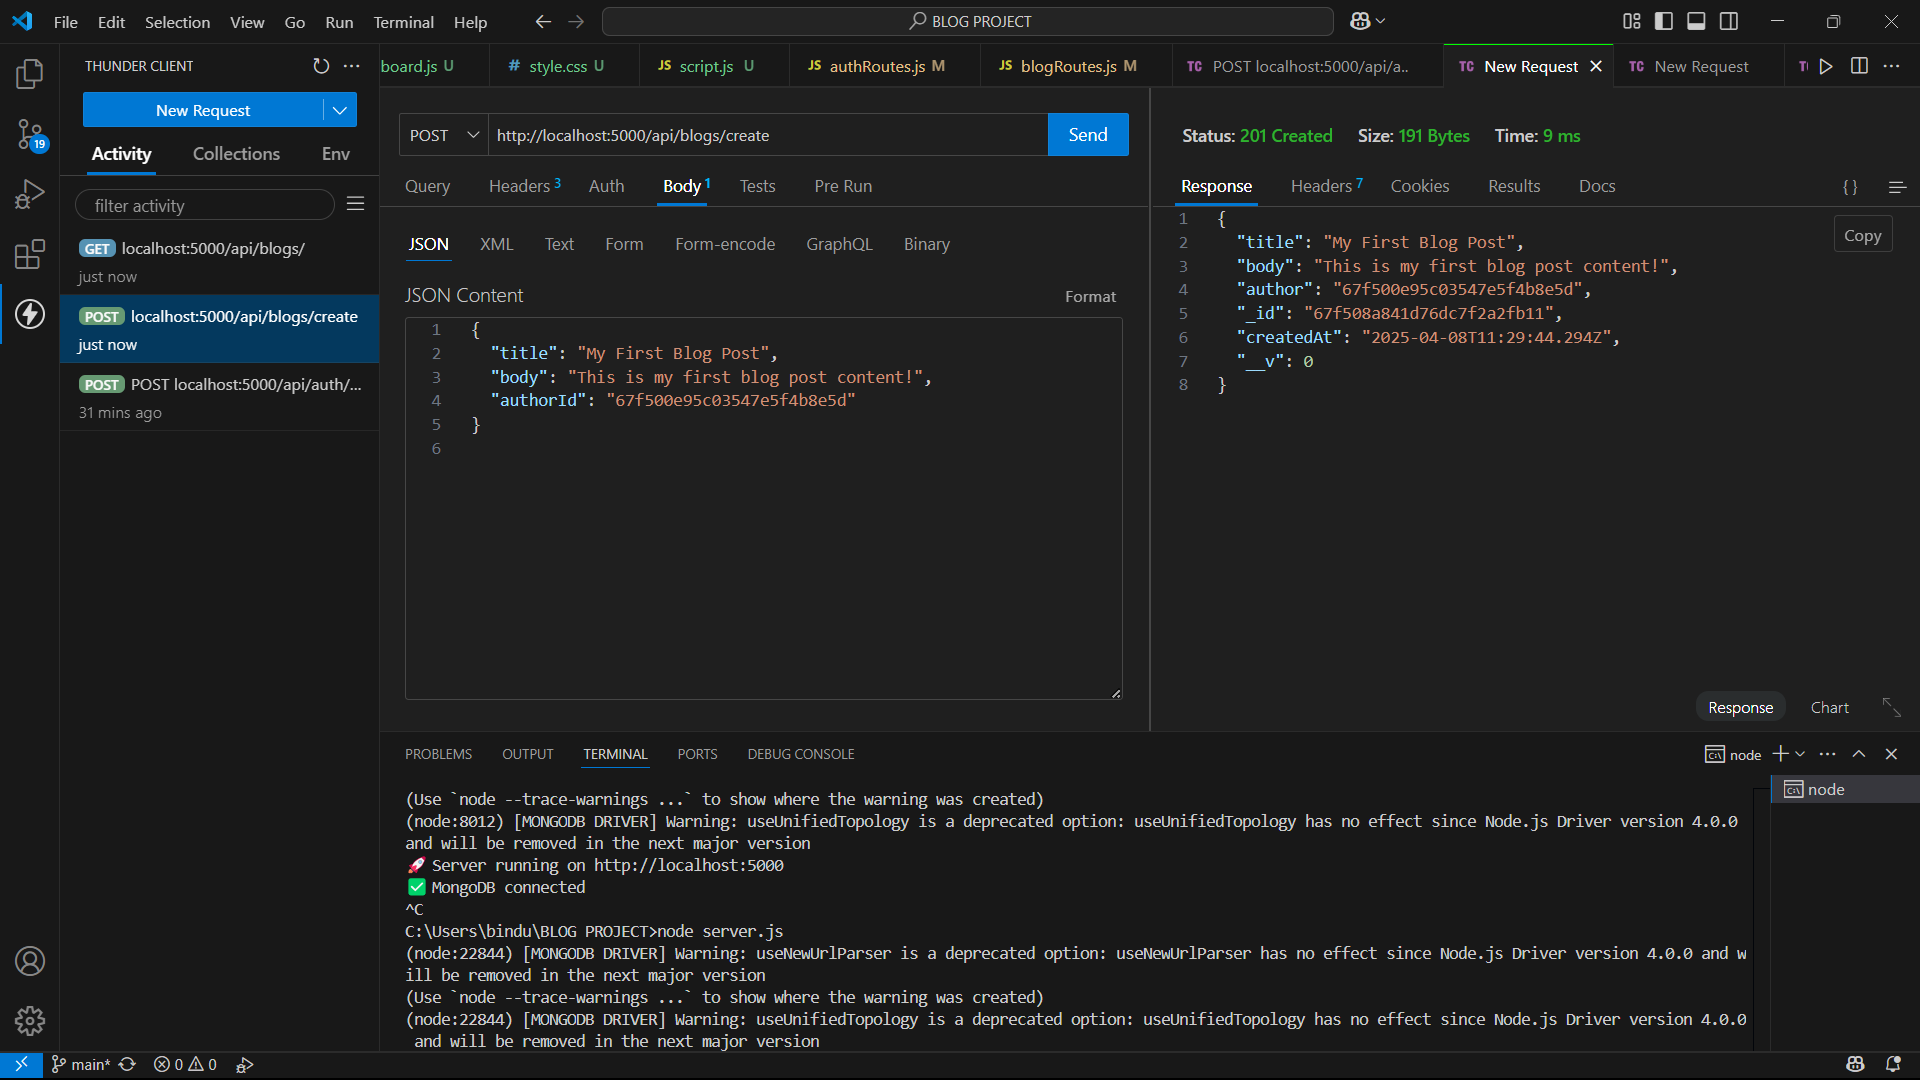 File Edit Selection View Go Run Terminal Help
BLOG PROJECT
THUNDER CLIENT
board.js U
# style.css U
JS script.js U
JS authRoutes.js M
JS blogRoutes.js M
TC POST localhost:5000/api/a..
TC New Request
TC New Request
New Request
Activity Collections Env
filter activity
GET localhost:5000/api/blogs/
just now
POST localhost:5000/api/blogs/create
just now
POST POST localhost:5000/api/auth/...
31 mins ago
19
POST http://localhost:5000/api/blogs/create Send
Query Headers 3 Auth Body 1 Tests Pre Run
JSON XML Text Form Form-encode GraphQL Binary
JSON Content Format
1 {
2 "title": "My First Blog Post",
3 "body": "This is my first blog post content!",
4 "authorId": "67f500e95c03547e5f4b8e5d"
5 }
6
Status: 201 Created Size: 191 Bytes Time: 9 ms
Response Headers 7 Cookies Results Docs {}
Copy
1 {
2 "title": "My First Blog Post",
3 "body": "This is my first blog post content!",
4 "author": "67f500e95c03547e5f4b8e5d",
5 "_id": "67f508a841d76dc7f2a2fb11",
6 "createdAt": "2025-04-08T11:29:44.294Z",
7 "__v": 0
8 }
Response Chart
PROBLEMS OUTPUT TERMINAL PORTS DEBUG CONSOLE
node
node
(Use `node --trace-warnings ...` to show where the warning was created)
(node:8012) [MONGODB DRIVER] Warning: useUnifiedTopology is a deprecated option: useUnifiedTopology has no effect since Node.js Driver version 4.0.0
and will be removed in the next major version
🚀 Server running on http://localhost:5000
✅ MongoDB connected
^C
C:\Users\bindu\BLOG PROJECT>node server.js
(node:22844) [MONGODB DRIVER] Warning: useNewUrlParser is a deprecated option: useNewUrlParser has no effect since Node.js Driver version 4.0.0 and w
ill be removed in the next major version
(Use `node --trace-warnings ...` to show where the warning was created)
(node:22844) [MONGODB DRIVER] Warning: useUnifiedTopology is a deprecated option: useUnifiedTopology has no effect since Node.js Driver version 4.0.0
and will be removed in the next major version
main* 0 0